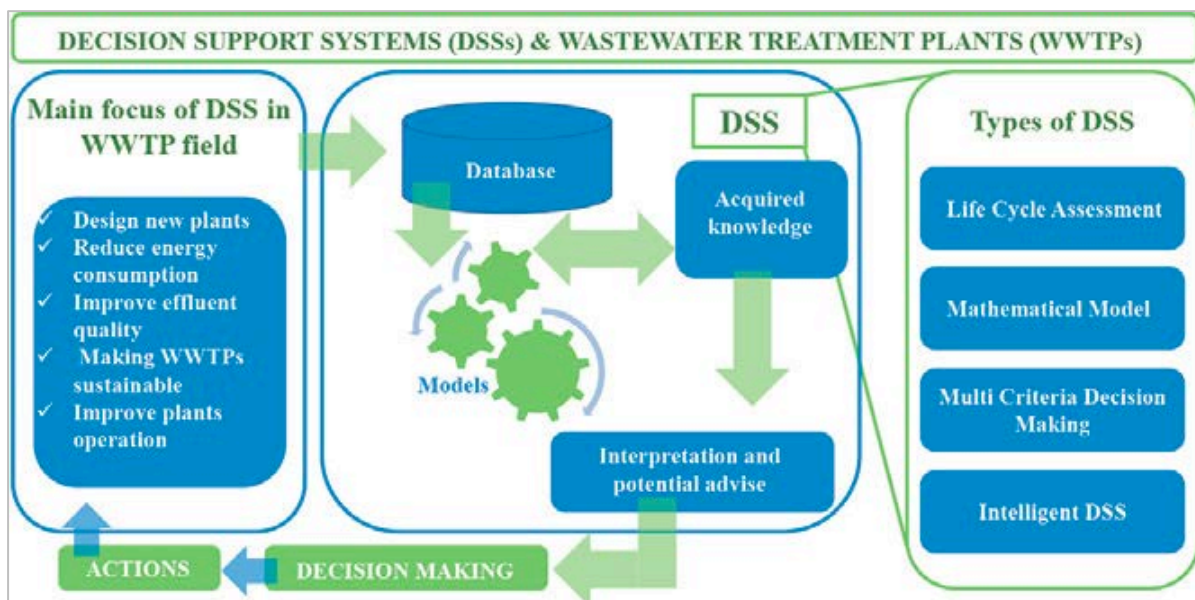 DECISION SUPPORT SYSTEMS (DSSs) & WASTEWATER TREATMENT PLANTS (WWTPs)
Main focus of DSS in
WWTP field
✓ Design new plants
✓ Reduce energy
consumption
✓ Improve effluent
quality
✓ Making WWTPs
sustainable
✓ Improve plants
operation
Database
Models
DSS
Acquired
knowledge
Interpretation and
potential advise
Types of DSS
Life Cycle Assessment
Mathematical Model
Multi Criteria Decision
Making
Intelligent DSS
DECISION MAKING
ACTIONS